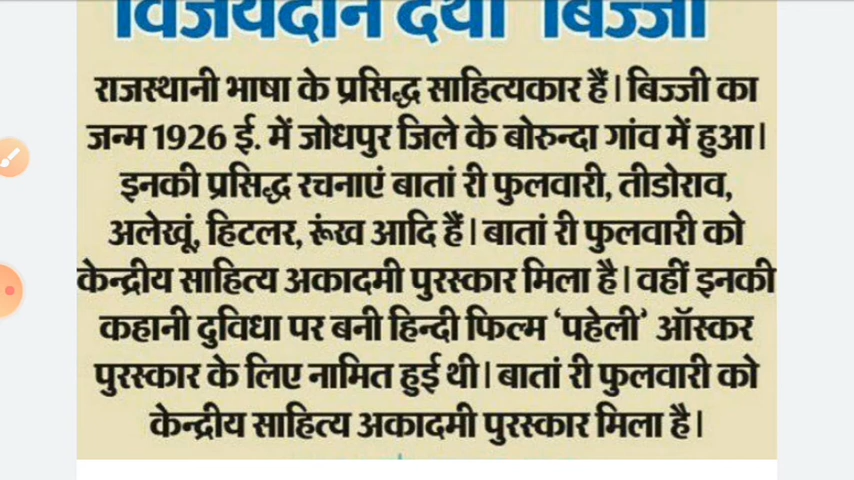 विजयदान देथा 'बिज्जी'
राजस्थानी भाषा के प्रसिद्ध साहित्यकार हैं। बिज्जी का
जन्म 1926 ई. में जोधपुर जिले के बोरुन्दा गांव में हुआ।
इनकी प्रसिद्ध रचनाएं बातां री फुलवारी, तीडोराव,
अलेखूं, हिटलर, रूंख आदि हैं। बातां री फुलवारी को
केन्द्रीय साहित्य अकादमी पुरस्कार मिला है। वहीं इनकी
कहानी दुविधा पर बनी हिन्दी फिल्म 'पहेली' ऑस्कर
पुरस्कार के लिए नामित हुई थी। बातां री फुलवारी को
केन्द्रीय साहित्य अकादमी पुरस्कार मिला है।